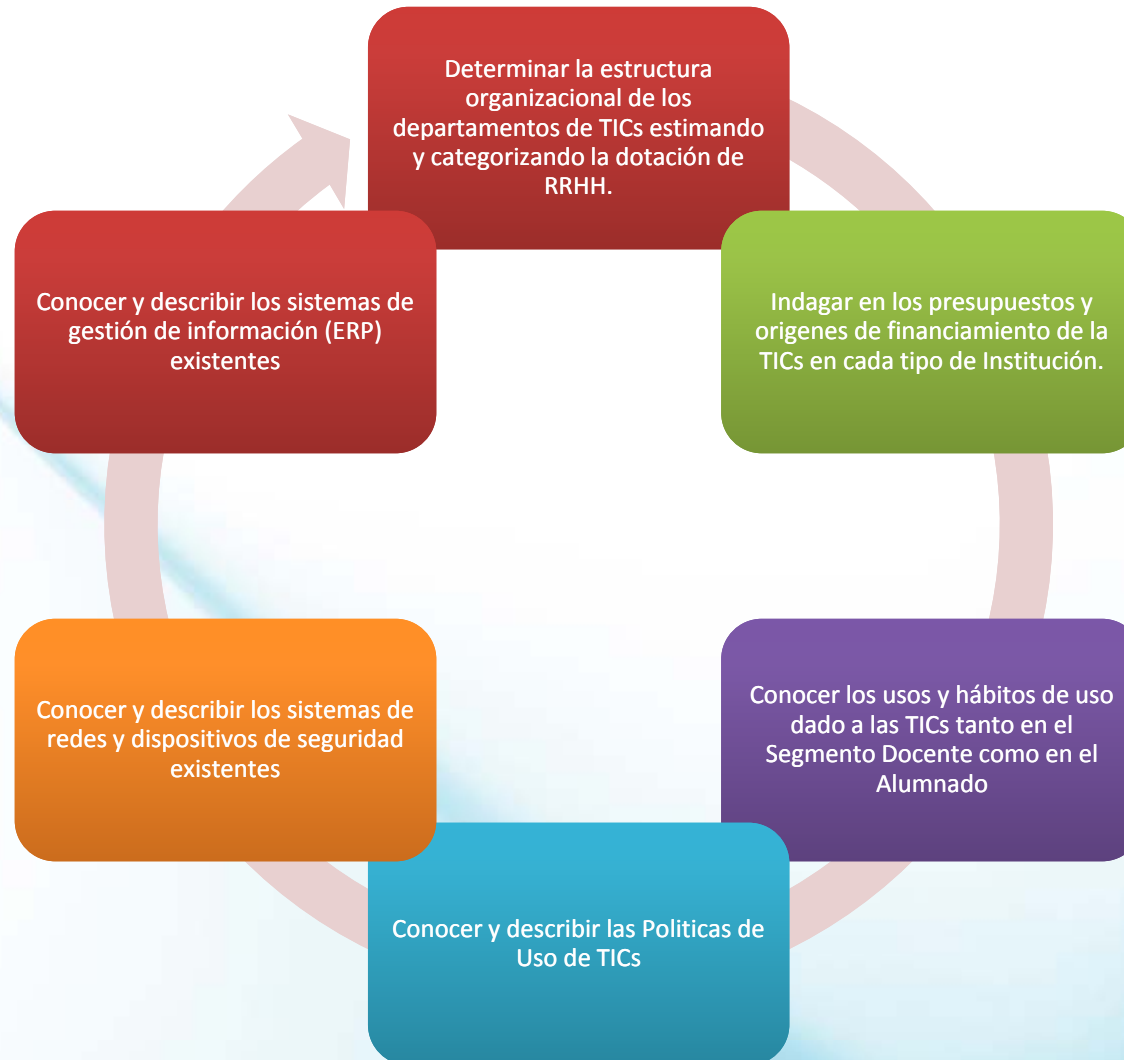 Determinar la estructura
organizacional de los
departamentos de TICs estimando
y categorizando la dotación de
RRHH.
Indagar en los presupuestos y
origenes de financiamiento de la
TICs en cada tipo de Institución.
Conocer los usos y hábitos de uso
dado a las TICs tanto en el
Segmento Docente como en el
Alumnado
Conocer y describir las Politicas de
Uso de TICs
Conocer y describir los sistemas de
redes y dispositivos de seguridad
existentes
Conocer y describir los sistemas de
gestión de información (ERP)
existentes